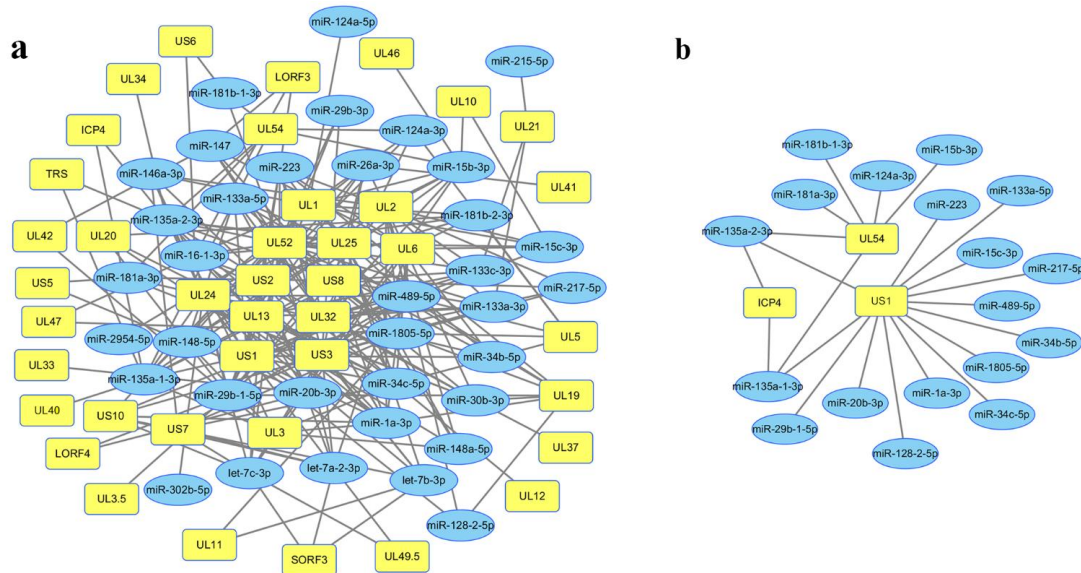 a
b
miR-124a-5p
US6
UL46
miR-215-5p
UL34
LORF3
miR-181b-1-3p
UL10
miR-29b-3p
ICP4
UL54
miR-124a-3p
UL21
miR-147
miR-223
miR-26a-3p
miR-15b-3p
TRS
miR-146a-3p
UL41
miR-133a-5p
UL1
UL2
miR-135a-2-3p
miR-181b-2-3p
UL42
UL20
UL52
UL25
UL6
miR-15c-3p
miR-16-1-3p
US5
miR-181a-3p
US2
US8
miR-133c-3p
miR-217-5p
UL24
miR-489-5p
miR-133a-3p
UL47
UL13
UL32
miR-2954-5p
miR-148-5p
miR-1805-5p
UL5
UL33
US1
US3
miR-34b-5p
miR-135a-1-3p
miR-34c-5p
UL40
miR-29b-1-5p
miR-20b-3p
miR-30b-3p
UL19
US10
US7
UL3
miR-1a-3p
LORF4
miR-148a-5p
UL37
let-7c-3p
let-7a-2-3p
let-7b-3p
UL3.5
miR-302b-5p
UL12
miR-128-2-5p
UL11
SORF3
UL49.5
miR-181b-1-3p
miR-15b-3p
miR-124a-3p
miR-181a-3p
miR-133a-5p
miR-223
miR-135a-2-3p
UL54
miR-15c-3p
miR-217-5p
ICP4
US1
miR-489-5p
miR-34b-5p
miR-1805-5p
miR-135a-1-3p
miR-1a-3p
miR-20b-3p
miR-34c-5p
miR-29b-1-5p
miR-128-2-5p